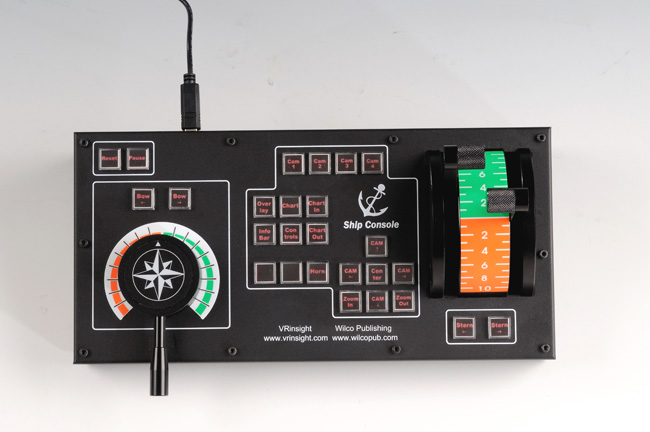 Reset Pause
Bow
←
Bow
→
Cam
1
Cam
2
Cam
3
Cam
4
Over
lay
Chart
Chart
In
Info
Bar
Con
trols
Chart
Out
Horn
Ship Console
CAM
↑
CAM
←
Cen
ter
CAM
→
Zoom
In
CAM
↓
Zoom
Out
6
4
2
2
4
6
8
10
Stern
←
Stern
→
VRinsight Wilco Publishing
www.vrinsight.com www.wilcopub.com